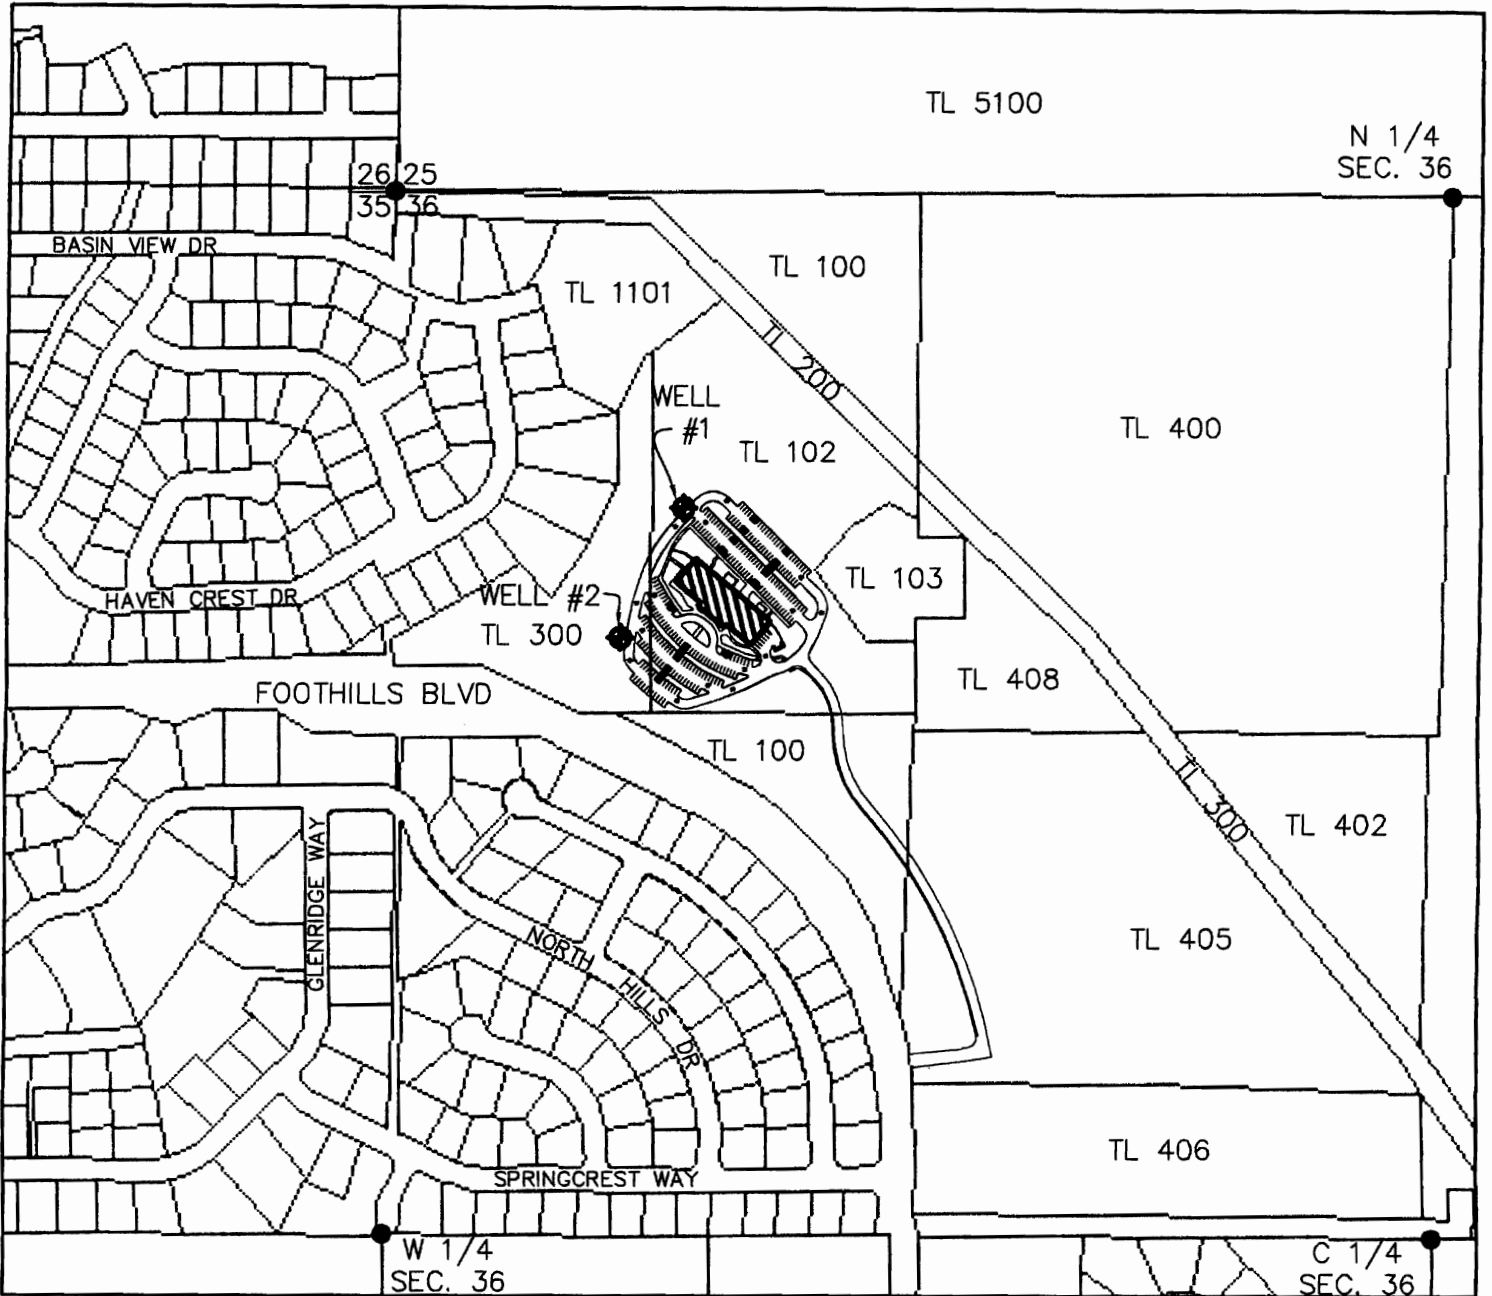 TL 5100
N 1/4
SEC. 36
26 25
35 36
BASIN VIEW DR
TL 100
TL 1101
TL 200
WELL
#1
TL 400
TL 102
TL 103
HAVEN CREST DR
WELL #2
TL 300
TL 408
FOOTHILLS BLVD
TL 100
TL 300
TL 402
GLENRIDGE WAY
NORTH HILLS DR
TL 405
TL 406
SPRINGCREST WAY
W 1/4
SEC. 36
C 1/4
SEC. 36